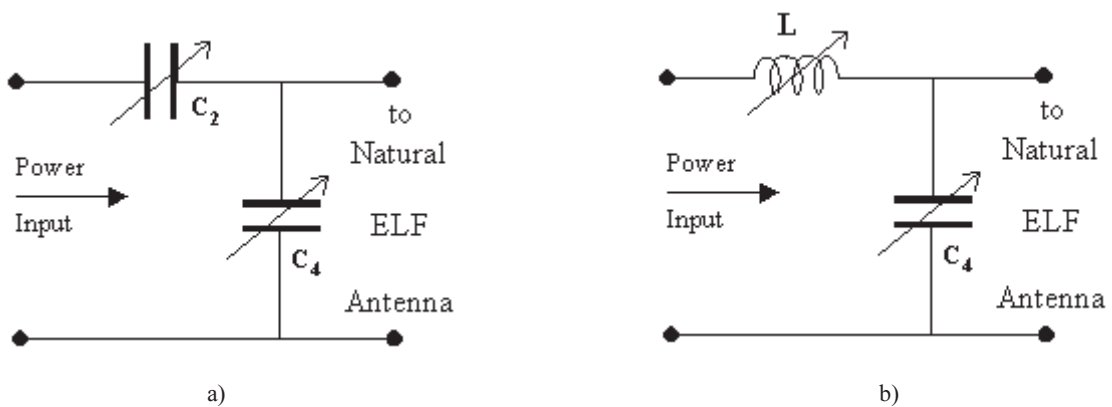 C2
to
Natural
Power
Input
ELF
C4
Antenna
a)
L
to
Natural
Power
Input
ELF
C4
Antenna
b)